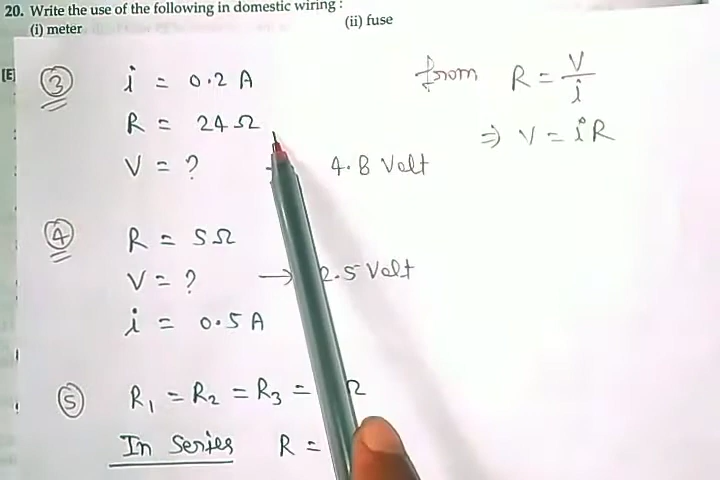 20. Write the use of the following in domestic wiring :
(i) meter (ii) fuse
[E]
③ i = 0.2 A from R = V/i
R = 24 Ω ⇒ V = iR
V = ? 4.8 Volt
④ R = 5Ω
V = ? → 2.5 Volt
i = 0.5 A
⑤ R₁ = R₂ = R₃ = Ω
In Series R =